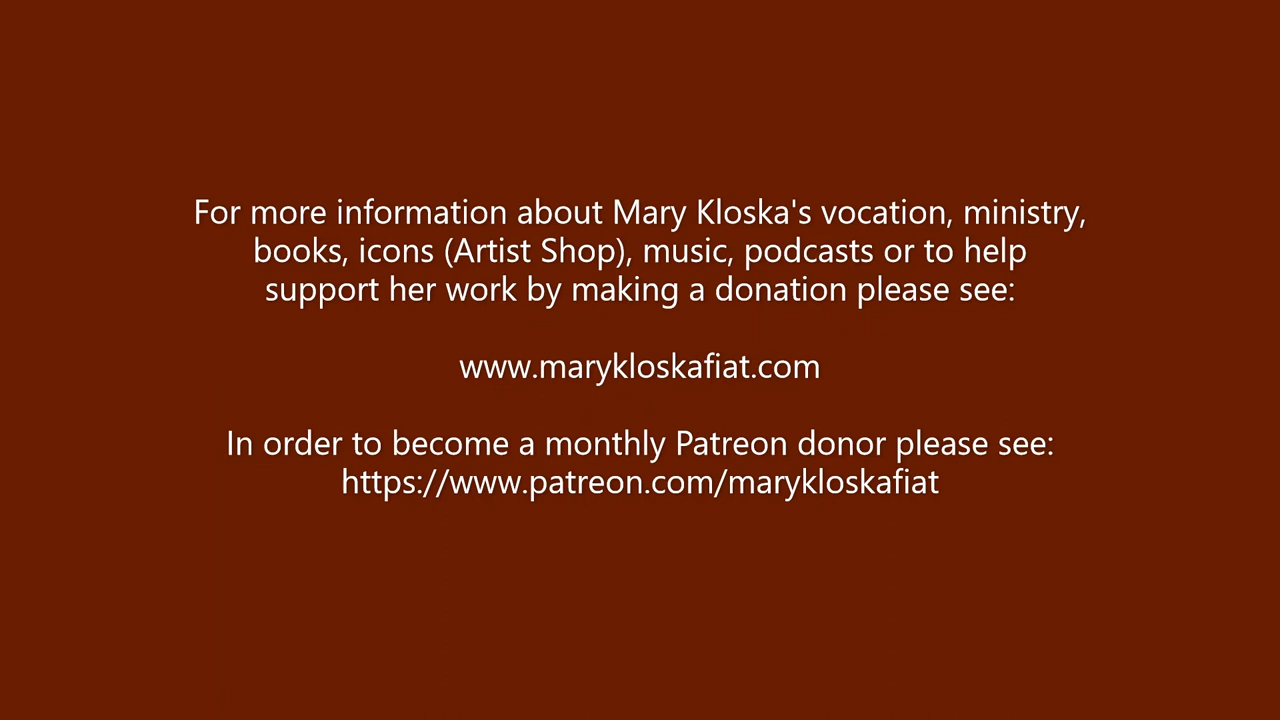 For more information about Mary Kloska's vocation, ministry,
books, icons (Artist Shop), music, podcasts or to help
support her work by making a donation please see:
www.marykloskafiat.com
In order to become a monthly Patreon donor please see:
https://www.patreon.com/marykloskafiat